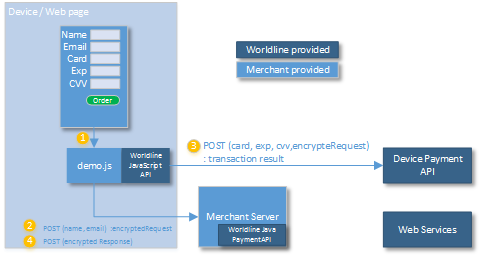 Device / Web page
Name
Email
Card
Exp
CVV
Order
Worldline provided
Merchant provided
1
demo.js
Worldline
JavaScript
API
3 POST (card, exp, cvv,encrypteRequest)
: transaction result
Device Payment
API
2 POST (name, email) :encryptedRequest
4 POST (encrypted Response)
Merchant Server
Worldline Java
PaymentAPI
Web Services